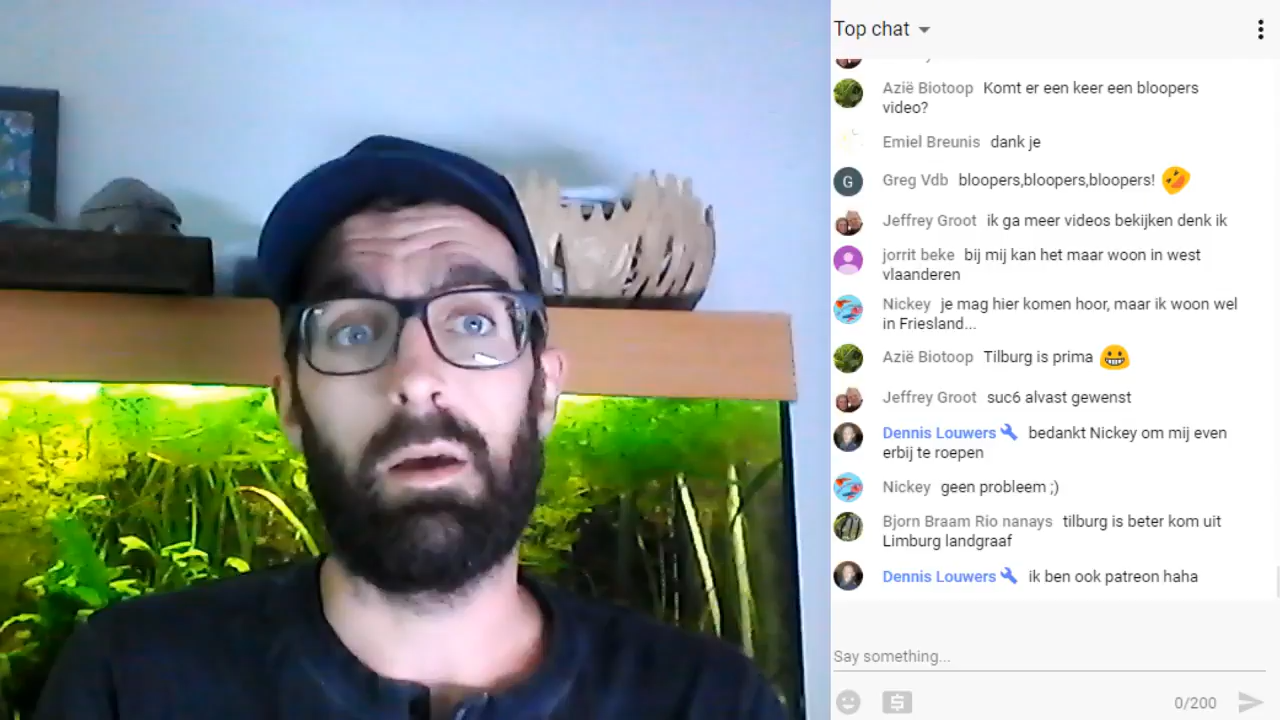 Top chat
Azië Biotoop Komt er een keer een bloopers
video?
Emiel Breunis dank je
G Greg Vdb bloopers,bloopers,bloopers!
Jeffrey Groot ik ga meer videos bekijken denk ik
jorrit beke bij mij kan het maar woon in west
vlaanderen
Nickey je mag hier komen hoor, maar ik woon wel
in Friesland...
Azië Biotoop Tilburg is prima
Jeffrey Groot suc6 alvast gewenst
Dennis Louwers bedankt Nickey om mij even
erbij te roepen
Nickey geen probleem ;)
Bjorn Braam Rio nanays tilburg is beter kom uit
Limburg landgraaf
Dennis Louwers ik ben ook patreon haha
Say something...
0/200